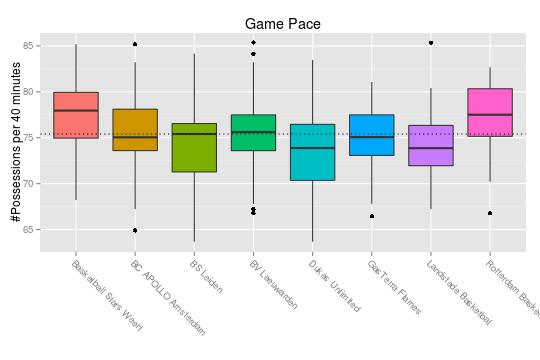 Game Pace
#Possessions per 40 minutes
85
80
75
70
65
Basketball Stars Weert
BC. APOLLO Amsterdam
BS Leiden
BV Leeuwarden
Dukes Unlimited
GasTerra Flames
Landstede Basketbal
Rotterdam Basket